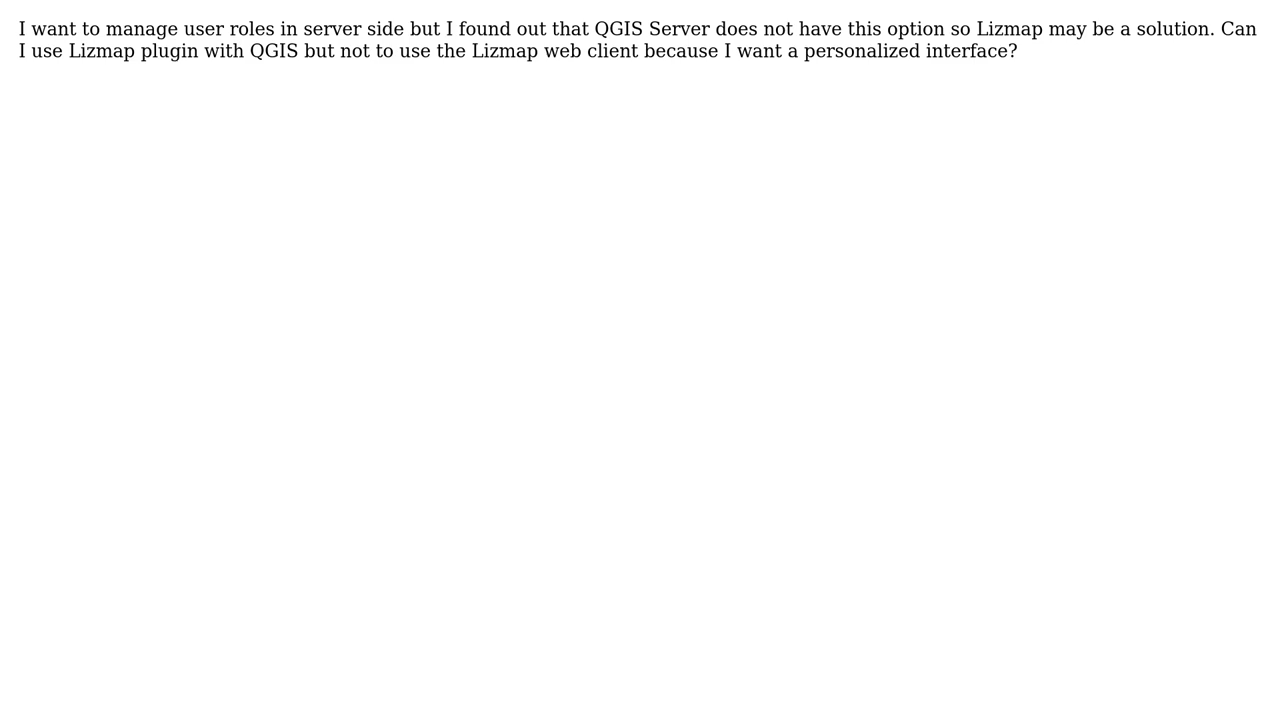 I want to manage user roles in server side but I found out that QGIS Server does not have this option so Lizmap may be a solution. Can
I use Lizmap plugin with QGIS but not to use the Lizmap web client because I want a personalized interface?